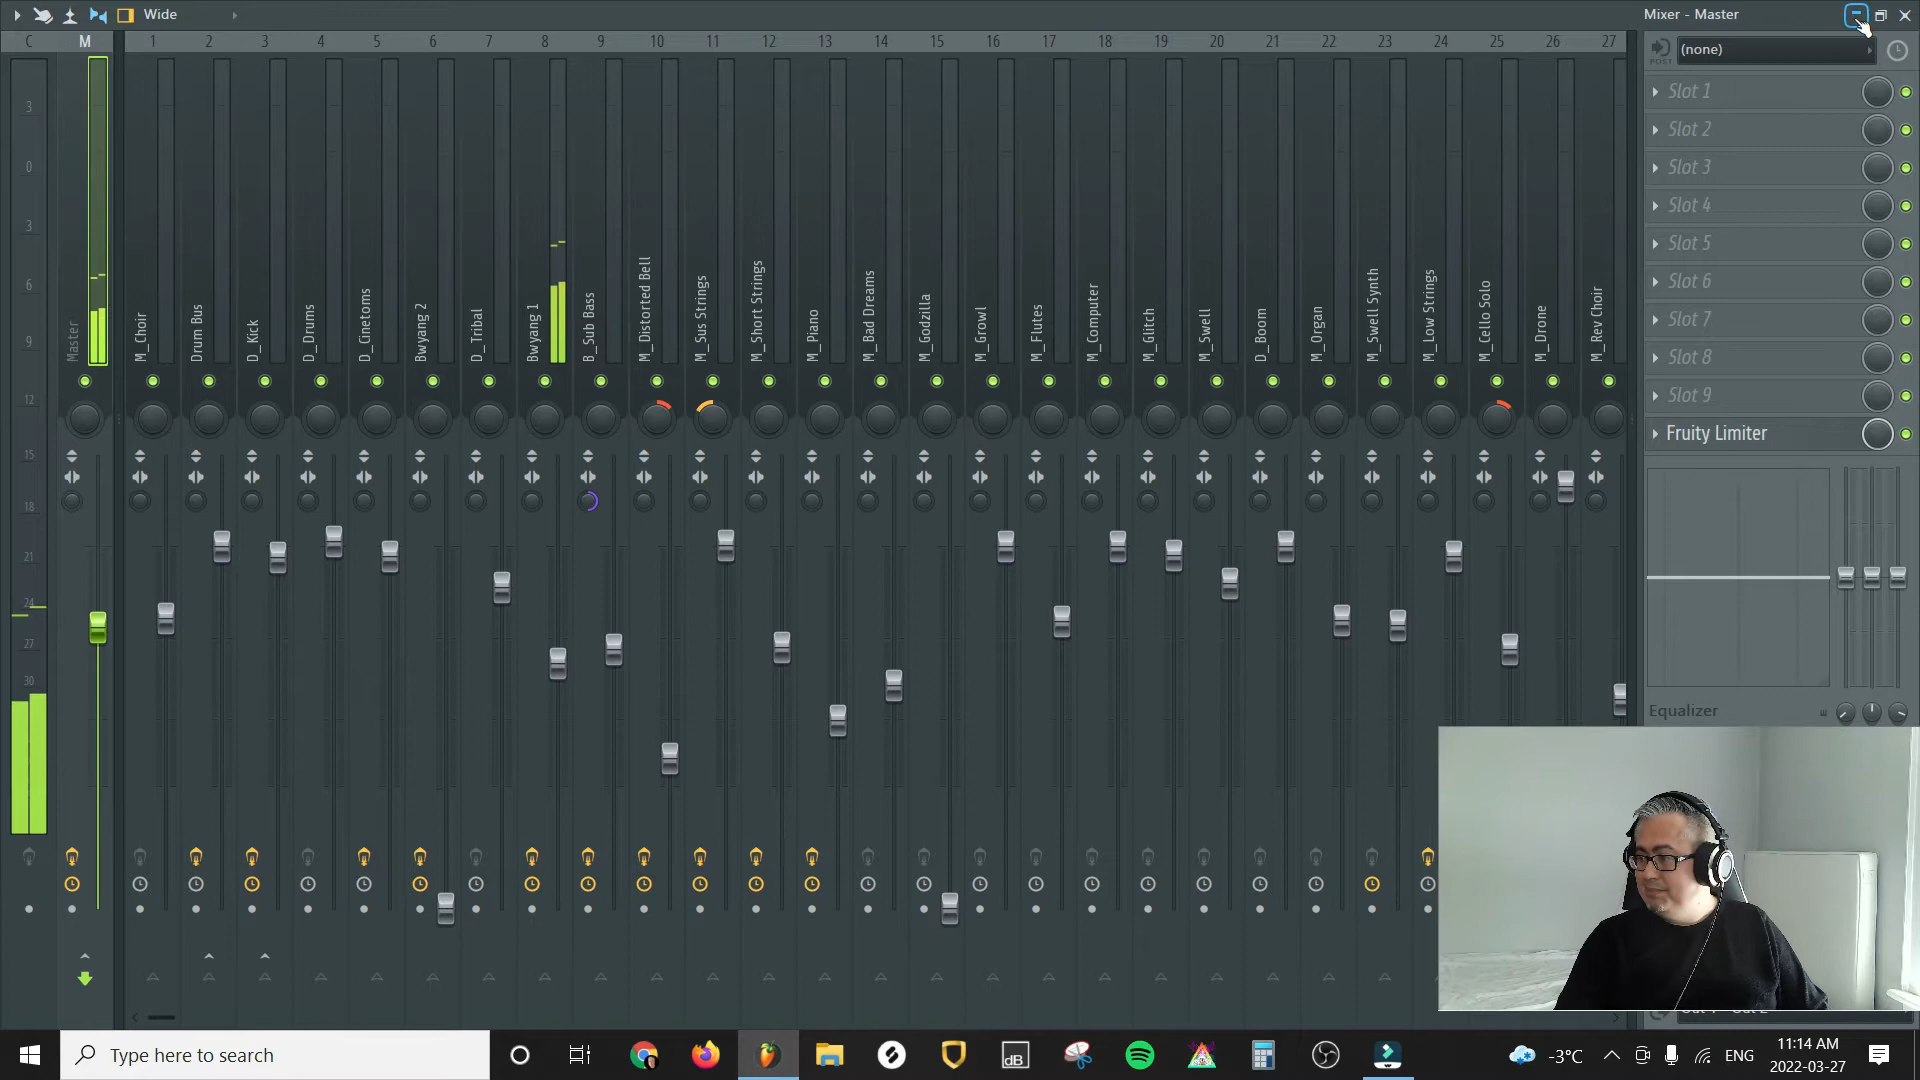 Wide
Mixer - Master
C M 1 2 3 4 5 6 7 8 9 10 11 12 13 14 15 16 17 18 19 20 21 22 23 24 25 26 27
POST
(none)
3
0
3
6
9
12
15
18
21
24
27
30
Master
M_Choir
Drum Bus
D_Kick
D_Drums
D_Cinetoms
Bwyang 2
D_Tribal
Bwyang 1
B_Sub Bass
M_Distorted Bell
M_Sus Strings
M_Short Strings
M_Piano
M_Bad Dreams
M_Godzilla
M_Growl
M_Flutes
M_Computer
M_Glitch
M_Swell
D_Boom
M_Organ
M_Swell Synth
M_Low Strings
M_Cello Solo
M_Drone
M_Rev Choir
Slot 1
Slot 2
Slot 3
Slot 4
Slot 5
Slot 6
Slot 7
Slot 8
Slot 9
Fruity Limiter
Equalizer
Type here to search
dB
-3°C
ENG
11:14 AM
2022-03-27